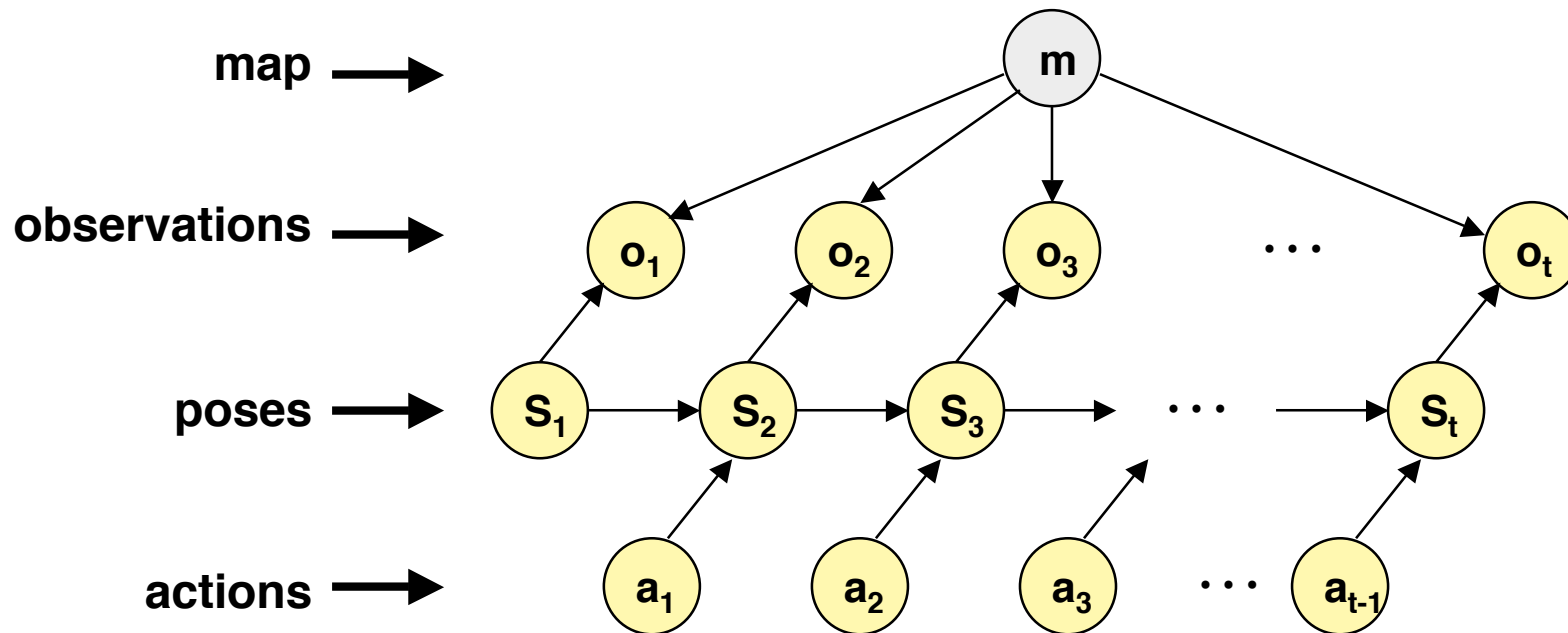 map m
observations o₁ o₂ o₃ ... oₜ
poses S₁ S₂ S₃ ... Sₜ
actions a₁ a₂ a₃ ... aₜ₋₁